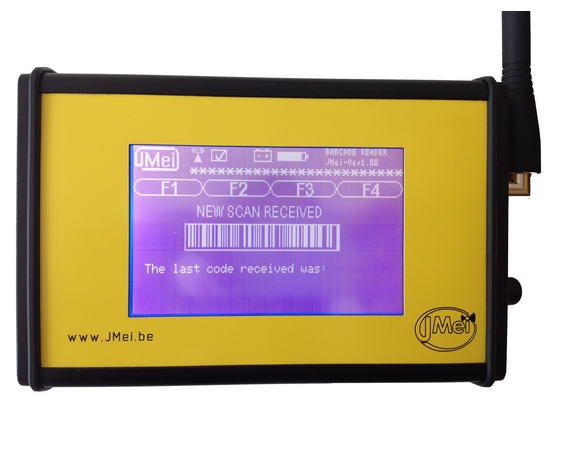 JMei
BARCODE READER
JMei-Ver1.00
******************************
F1 F2 F3 F4
NEW SCAN RECEIVED
The last code received was:
www.JMei.be
JMei